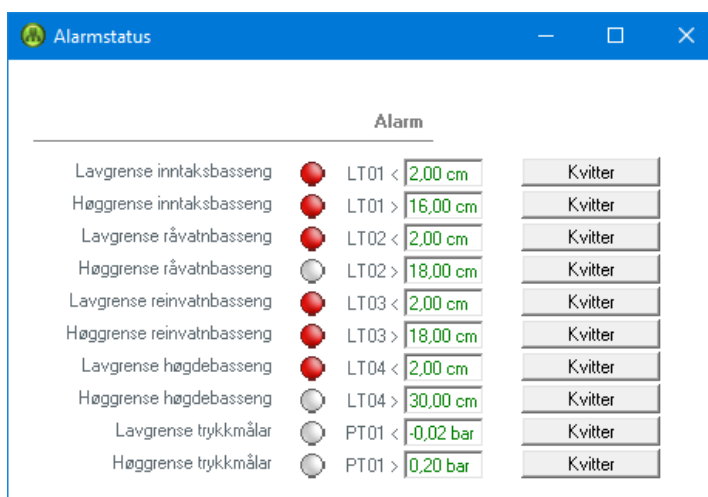 Alarmstatus
Alarm
Lavgrense inntaksbasseng LT01 < 2,00 cm Kvitter
Høggrense inntaksbasseng LT01 > 16,00 cm Kvitter
Lavgrense råvatnbasseng LT02 < 2,00 cm Kvitter
Høggrense råvatnbasseng LT02 > 18,00 cm Kvitter
Lavgrense reinvatnbasseng LT03 < 2,00 cm Kvitter
Høggrense reinvatnbasseng LT03 > 18,00 cm Kvitter
Lavgrense høgdebasseng LT04 < 2,00 cm Kvitter
Høggrense høgdebasseng LT04 > 30,00 cm Kvitter
Lavgrense trykkmålar PT01 < -0,02 bar Kvitter
Høggrense trykkmålar PT01 > 0,20 bar Kvitter